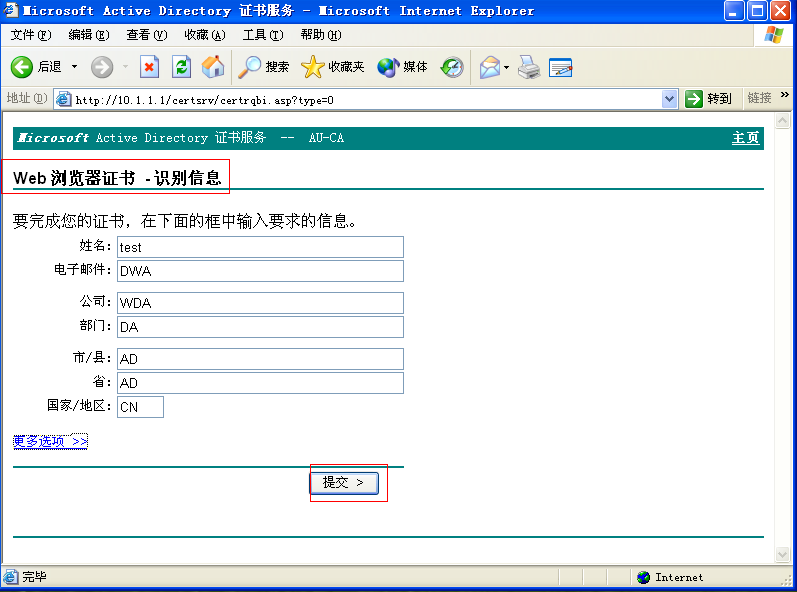 Microsoft Active Directory 证书服务 - Microsoft Internet Explorer
文件(F) 编辑(E) 查看(V) 收藏(A) 工具(T) 帮助(H)
后退 搜索 收藏夹 媒体
地址(D) http://10.1.1.1/certsrv/certrqbi.asp?type=0 转到 链接 »
Microsoft Active Directory 证书服务 -- AU-CA 主页
Web 浏览器证书 - 识别信息
要完成您的证书，在下面的框中输入要求的信息。
姓名: test
电子邮件: DWA
公司: WDA
部门: DA
市/县: AD
省: AD
国家/地区: CN
更多选项 >>
提交 >
完毕 Internet